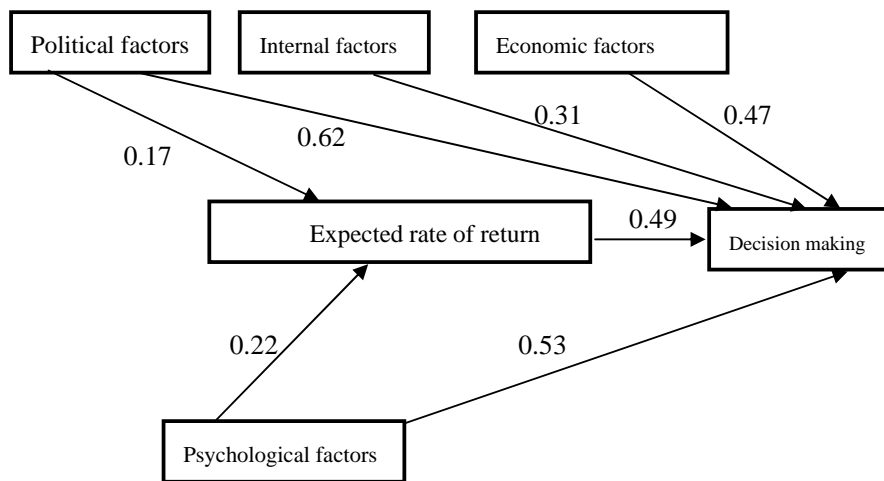 Political factors
Internal factors
Economic factors
0.31
0.47
0.62
0.17
Expected rate of return
0.49
Decision making
0.22
0.53
Psychological factors